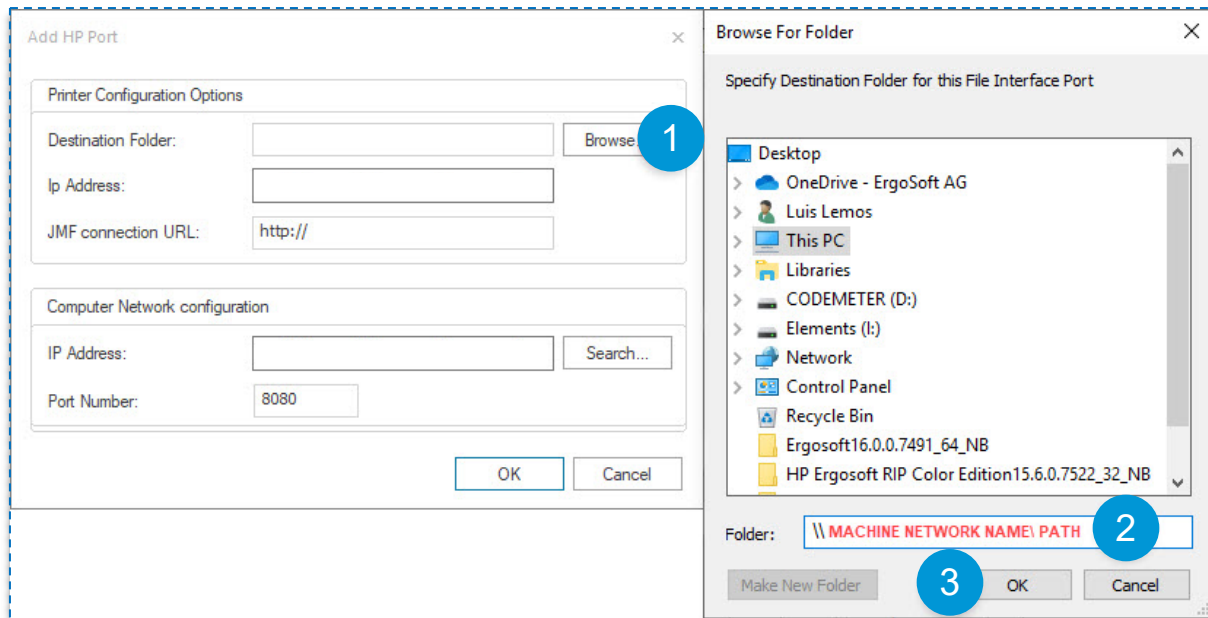 Add HP Port
Printer Configuration Options
Destination Folder:
Browse.
1
Ip Address:
JMF connection URL:
http://
Computer Network configuration
IP Address:
Search...
Port Number:
8080
OK
Cancel
Browse For Folder
Specify Destination Folder for this File Interface Port
Desktop
OneDrive - ErgoSoft AG
Luis Lemos
This PC
Libraries
CODEMETER (D:)
Elements (I:)
Network
Control Panel
Recycle Bin
Ergosoft16.0.0.7491_64_NB
HP Ergosoft RIP Color Edition15.6.0.7522_32_NB
Folder:
\\ MACHINE NETWORK NAME\ PATH
2
Make New Folder
3
OK
Cancel